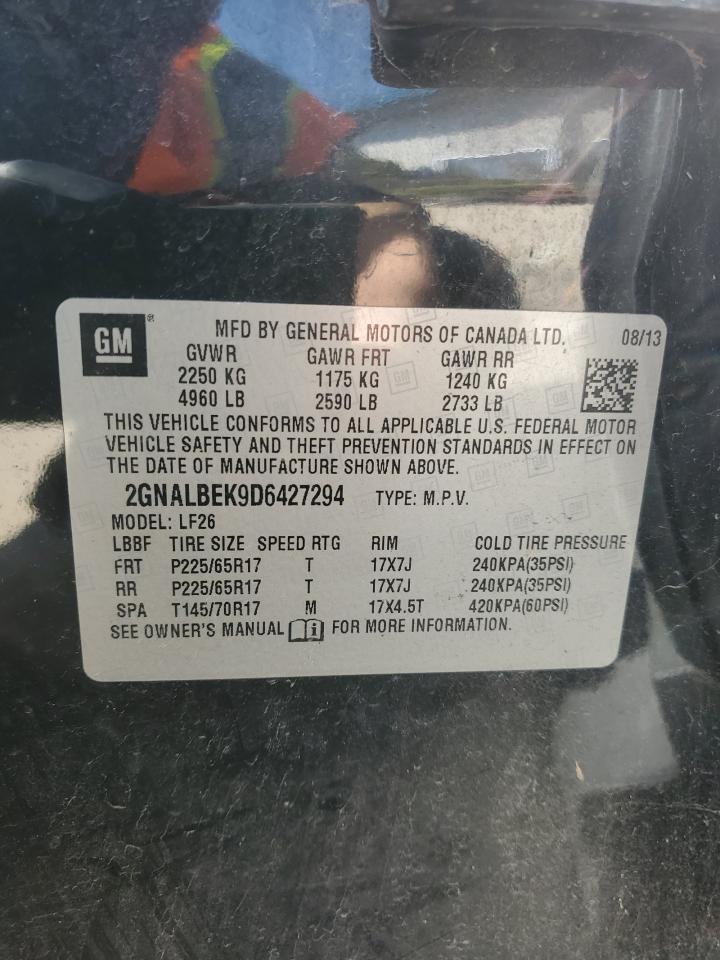 GM ® MFD BY GENERAL MOTORS OF CANADA LTD. 08/13
GVWR GAWR FRT GAWR RR
2250 KG 1175 KG 1240 KG
4960 LB 2590 LB 2733 LB
THIS VEHICLE CONFORMS TO ALL APPLICABLE U.S. FEDERAL MOTOR
VEHICLE SAFETY AND THEFT PREVENTION STANDARDS IN EFFECT ON
THE DATE OF MANUFACTURE SHOWN ABOVE.
2GNALBEK9D6427294 TYPE: M.P.V.
MODEL: LF26
LBBF TIRE SIZE SPEED RTG RIM COLD TIRE PRESSURE
FRT P225/65R17 T 17X7J 240KPA(35PSI)
RR P225/65R17 T 17X7J 240KPA(35PSI)
SPA T145/70R17 M 17X4.5T 420KPA(60PSI)
SEE OWNER'S MANUAL i FOR MORE INFORMATION.